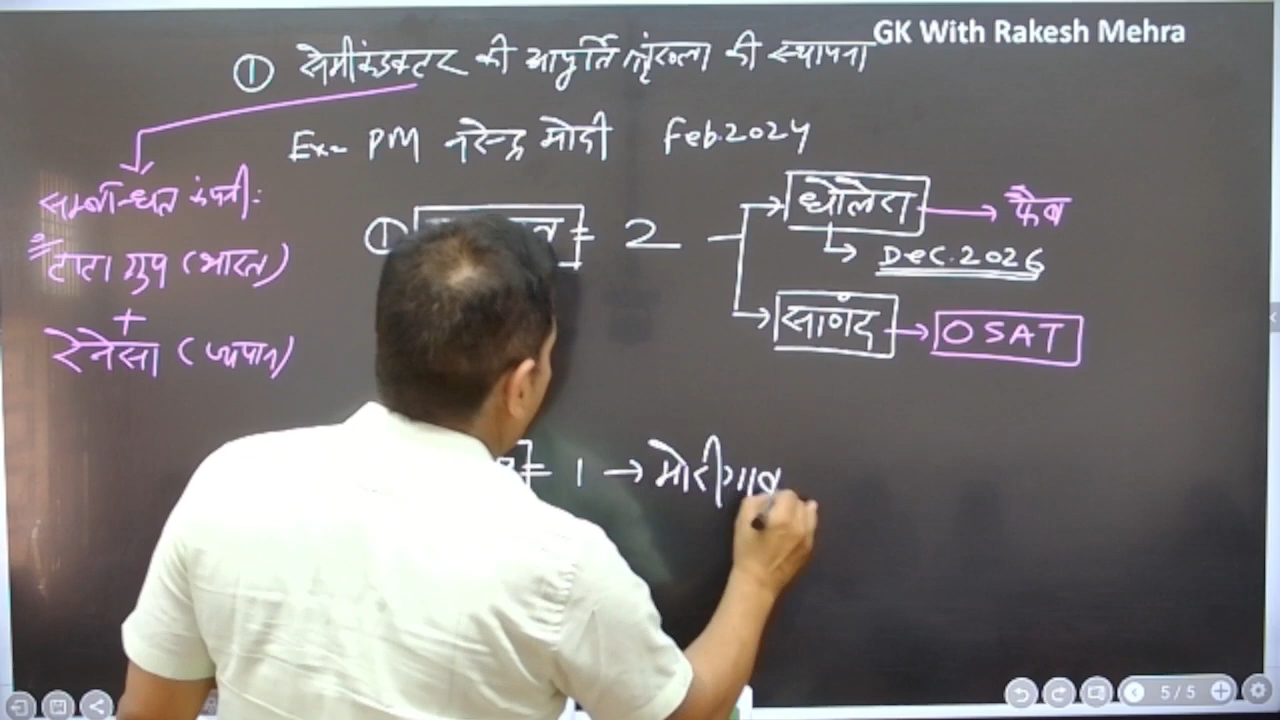 GK With Rakesh Mehra
① सेमीकंडक्टर की आपूर्ति शृंखला की स्थापना
Ex= PM नरेन्द्र मोदी Feb.2024
सम्बन्धित कंपनी:
टाटा ग्रुप (भारत)
+
रेनेसा (जापान)
① = 2
धौलेरा → फैब
→ Dec.2026
साणंद → OSAT
= 1 → मोरीगाव
5/5